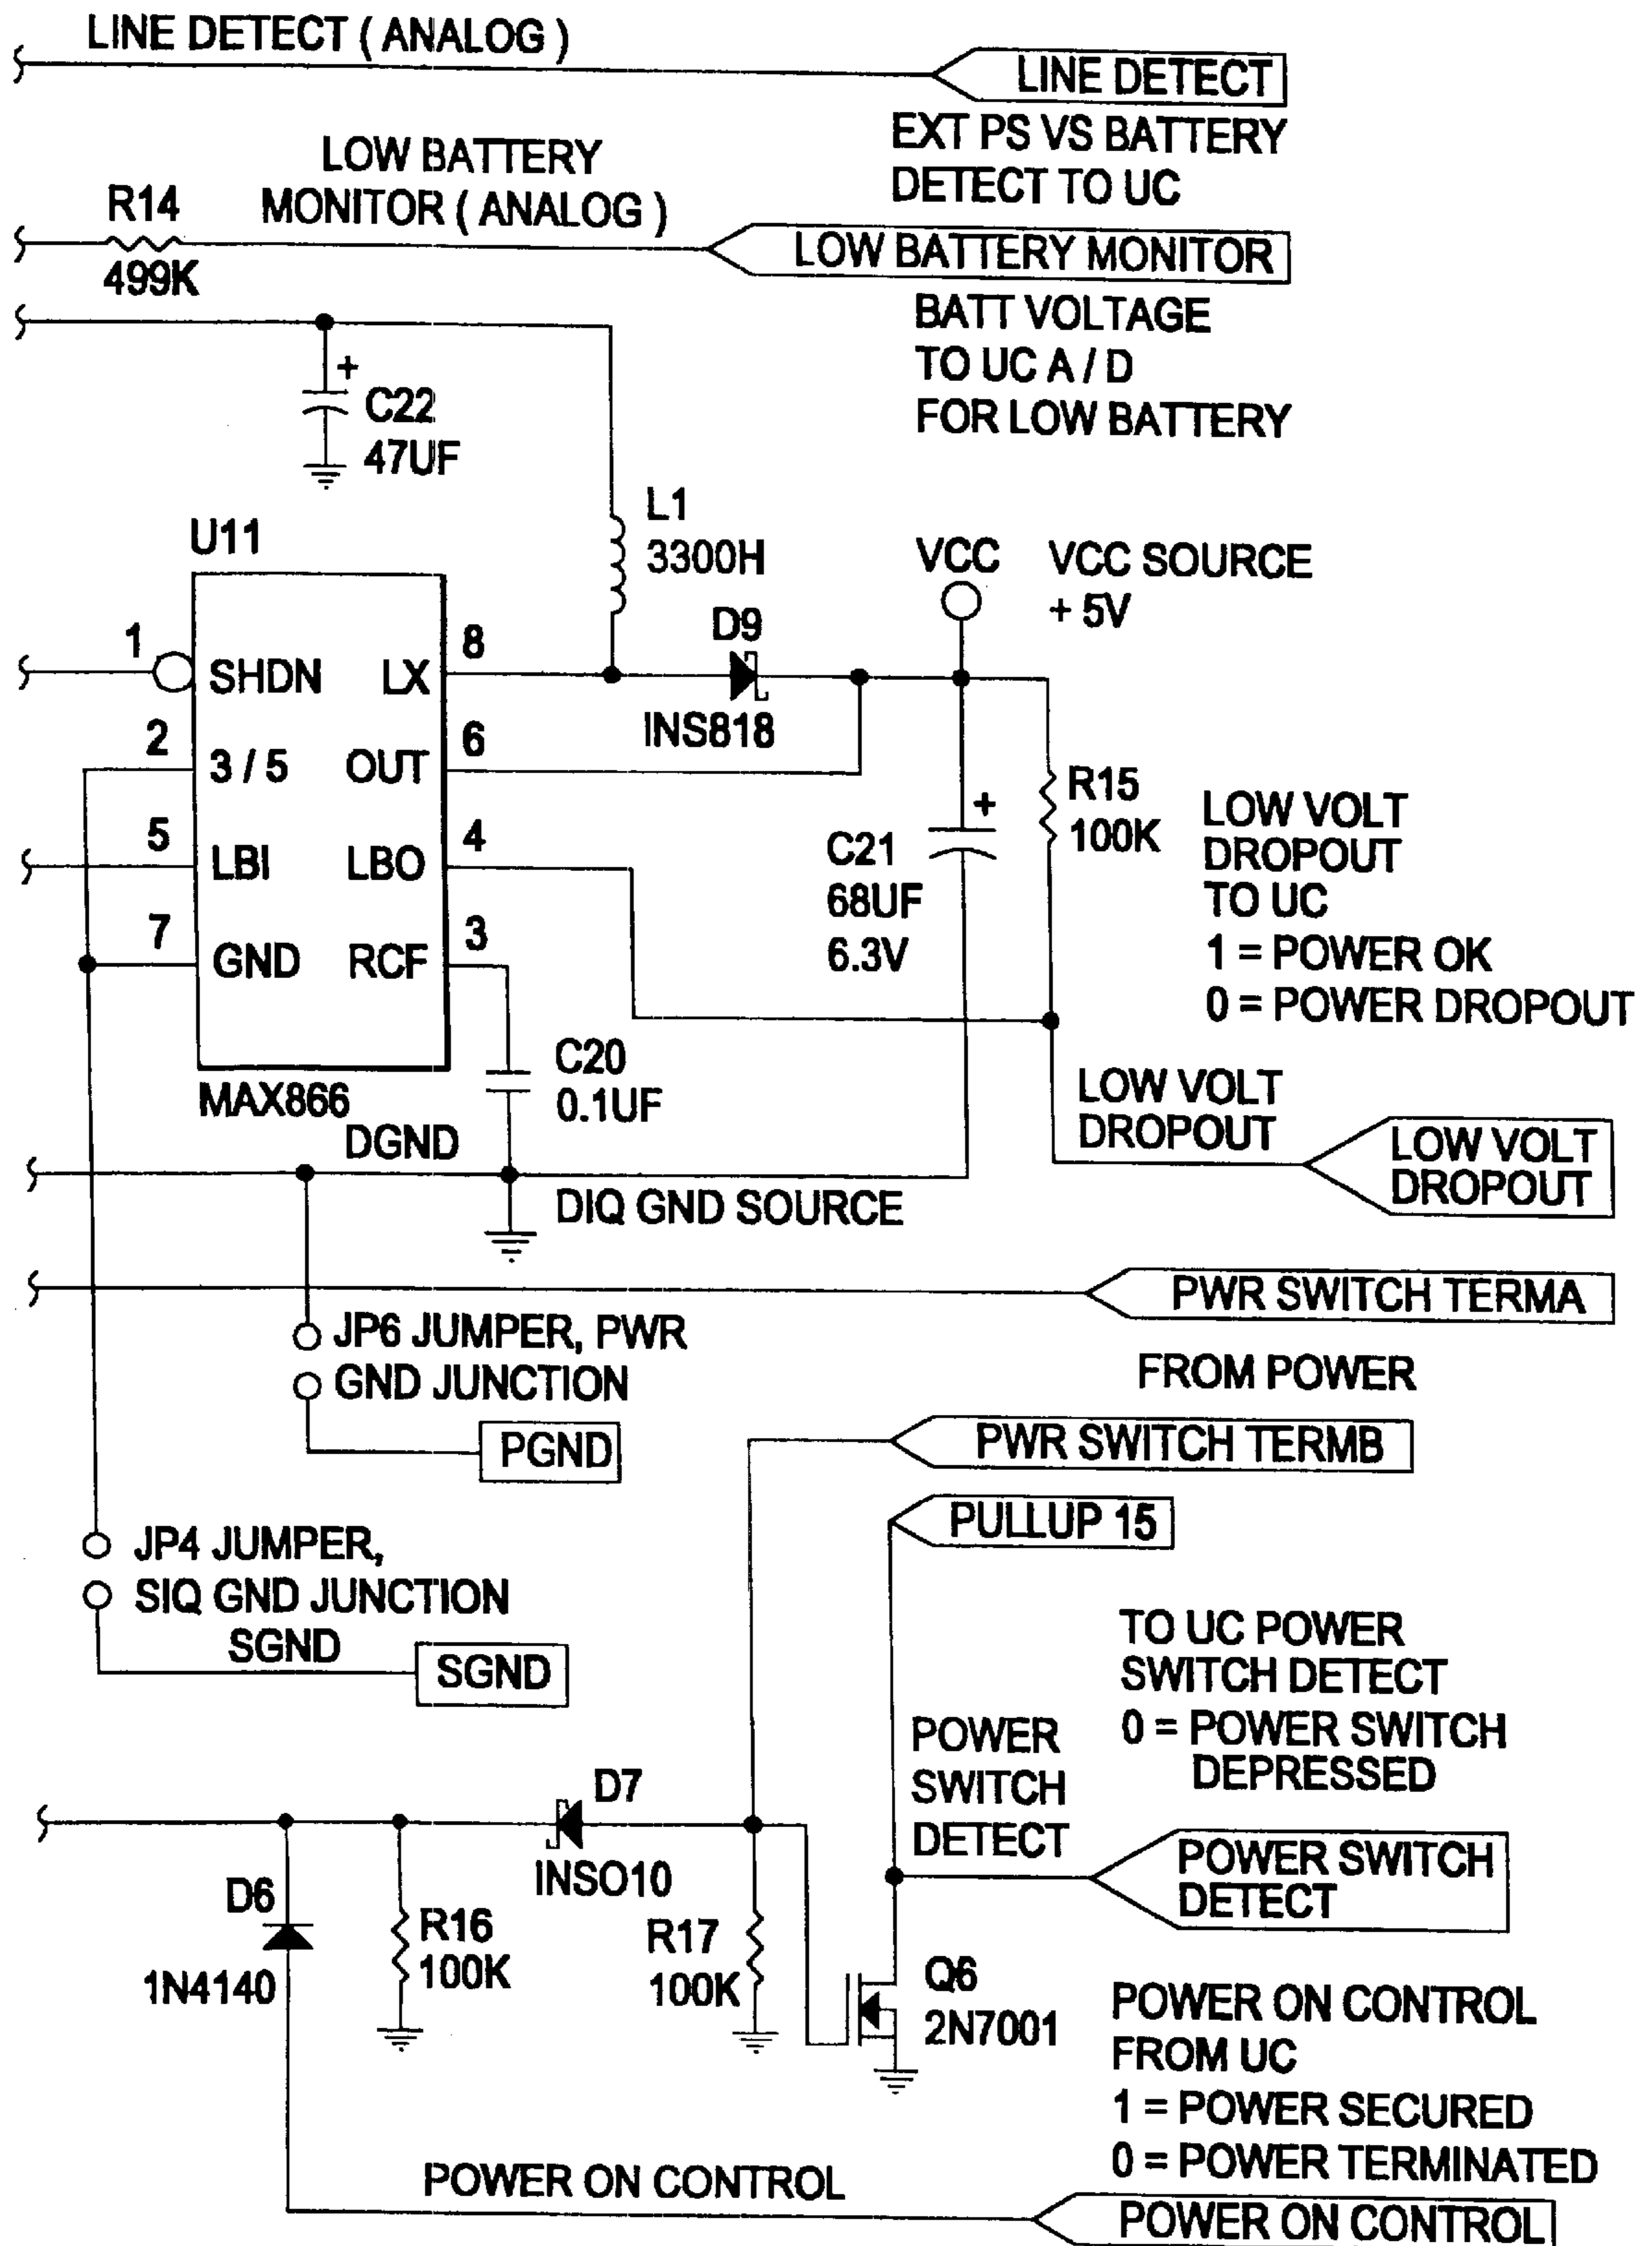 LINE DETECT ( ANALOG )
LINE DETECT
EXT PS VS BATTERY
DETECT TO UC
LOW BATTERY
MONITOR ( ANALOG )
R14
499K
LOW BATTERY MONITOR
BATT VOLTAGE
TO UC A / D
FOR LOW BATTERY
+
C22
47UF
L1
3300H
U11
VCC
VCC SOURCE
+ 5V
D9
INS818
1
SHDN
LX
8
2
3 / 5
OUT
6
5
LBI
LBO
4
7
GND
RCF
3
MAX866
+
C21
68UF
6.3V
R15
100K
LOW VOLT
DROPOUT
TO UC
1 = POWER OK
0 = POWER DROPOUT
C20
0.1UF
LOW VOLT
DROPOUT
LOW VOLT
DROPOUT
DGND
DIQ GND SOURCE
PWR SWITCH TERMA
JP6 JUMPER, PWR
GND JUNCTION
FROM POWER
PGND
PWR SWITCH TERMB
PULLUP 15
JP4 JUMPER,
SIQ GND JUNCTION
SGND
SGND
TO UC POWER
SWITCH DETECT
0 = POWER SWITCH
DEPRESSED
POWER
SWITCH
DETECT
POWER SWITCH
DETECT
D7
INSO10
D6
1N4140
R16
100K
R17
100K
Q6
2N7001
POWER ON CONTROL
FROM UC
1 = POWER SECURED
0 = POWER TERMINATED
POWER ON CONTROL
POWER ON CONTROL